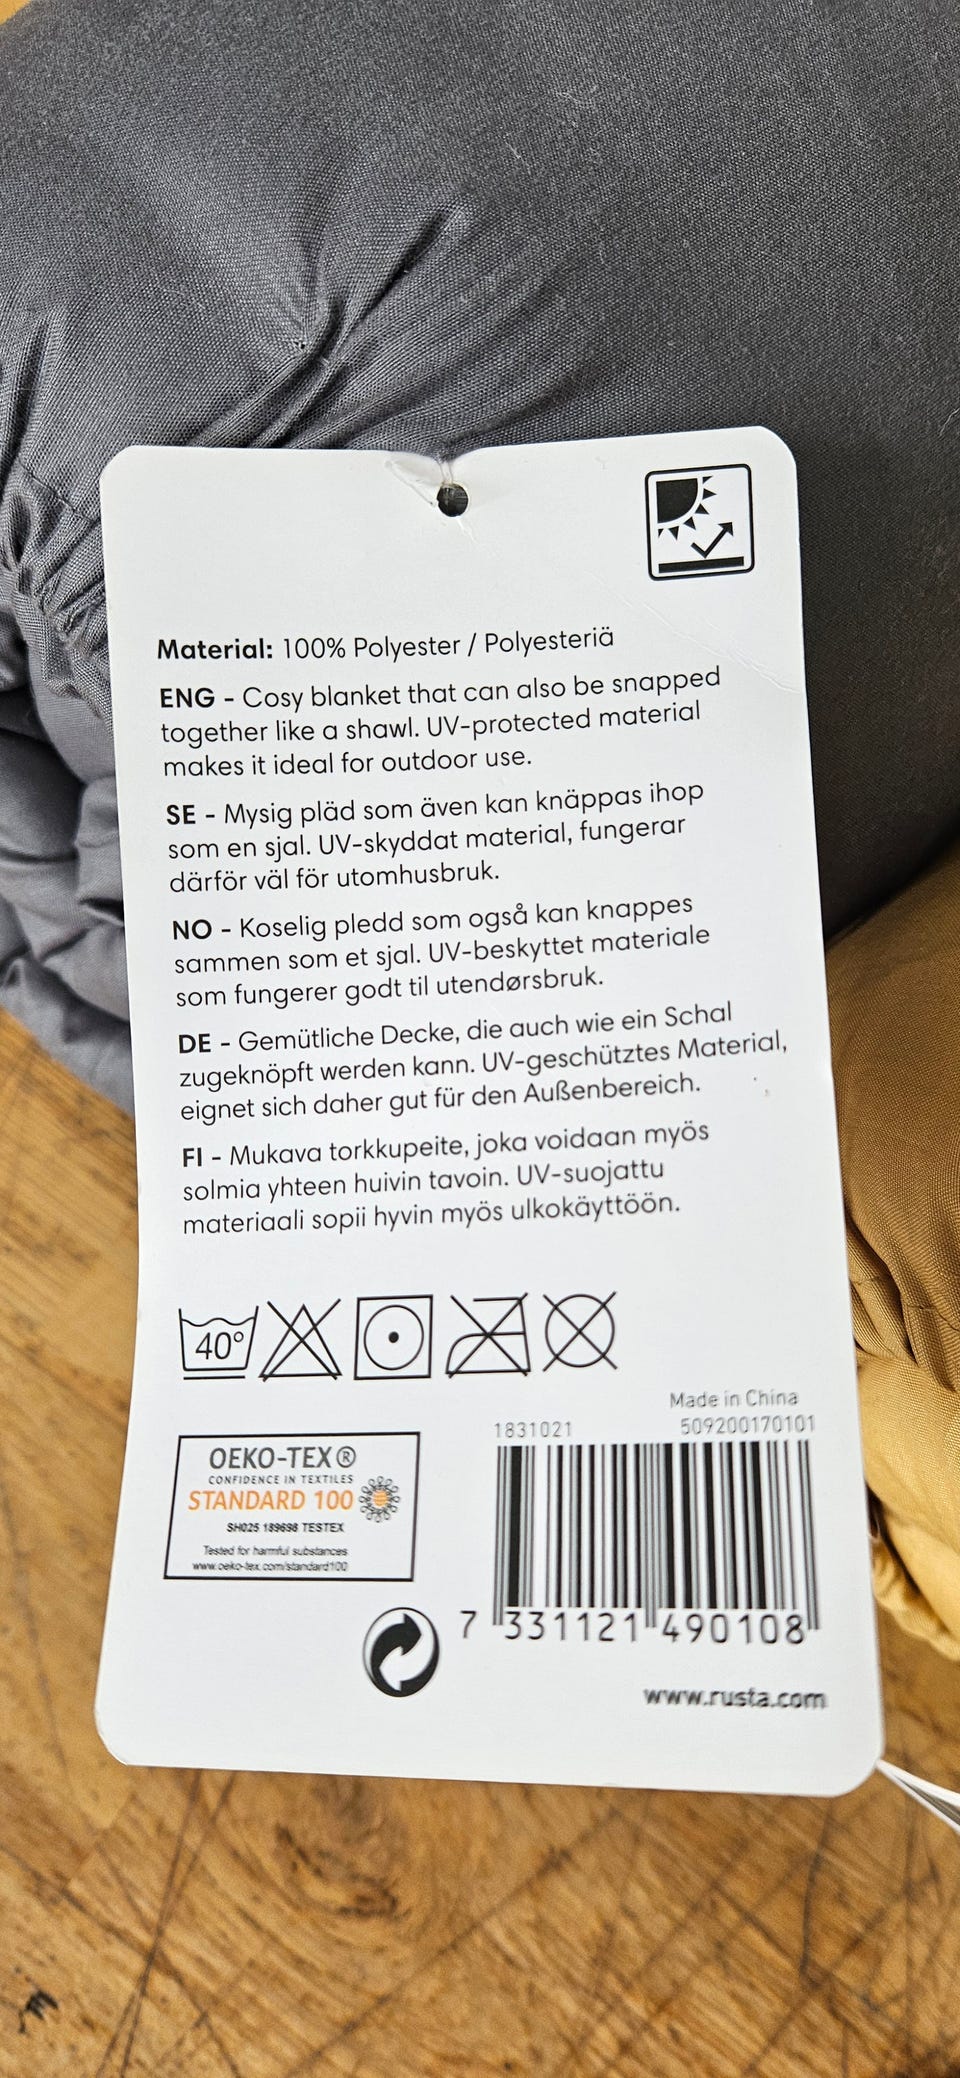 Material: 100% Polyester / Polyesteriä
ENG - Cosy blanket that can also be snapped
together like a shawl. UV-protected material
makes it ideal for outdoor use.
SE - Mysig pläd som även kan knäppas ihop
som en sjal. UV-skyddat material, fungerar
därför väl för utomhusbruk.
NO - Koselig pledd som også kan knappes
sammen som et sjal. UV-beskyttet materiale
som fungerer godt til utendørsbruk.
DE - Gemütliche Decke, die auch wie ein Schal
zugeknöpft werden kann. UV-geschütztes Material,
eignet sich daher gut für den Außenbereich.
FI - Mukava torkkupeite, joka voidaan myös
solmia yhteen huivin tavoin. UV-suojattu
materiaali sopii hyvin myös ulkokäyttöön.
40°
Made in China
1831021 509200170101
OEKO-TEX®
CONFIDENCE IN TEXTILES
STANDARD 100
SH025 189698 TESTEX
Tested for harmful substances
www.oeko-tex.com/standard100
7 331121 490108
www.rusta.com